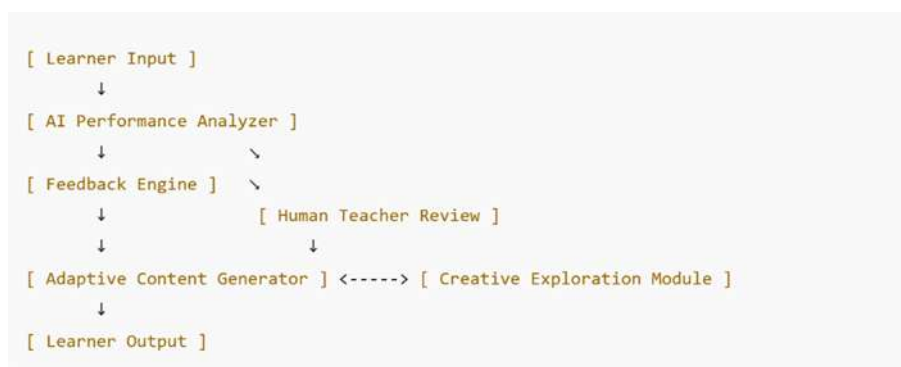 [ Learner Input ]
↓
[ AI Performance Analyzer ]
↓ ↘
[ Feedback Engine ] ↘
↓ [ Human Teacher Review ]
↓ ↓
[ Adaptive Content Generator ] <-----> [ Creative Exploration Module ]
↓
[ Learner Output ]